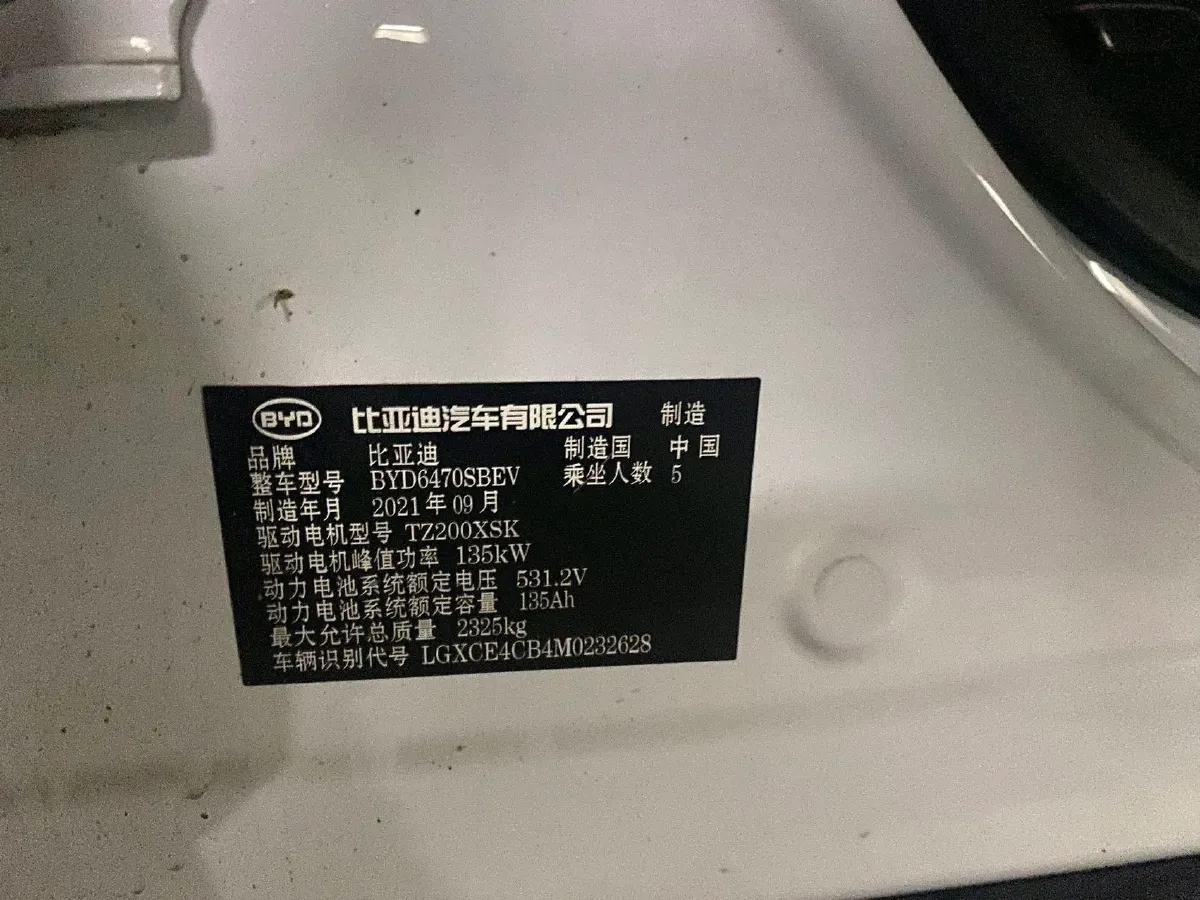 BYD 比亚迪汽车有限公司 制造
品牌 比亚迪 制造国 中国
整车型号 BYD6470SBEV 乘坐人数 5
制造年月 2021年09月
驱动电机型号 TZ200XSK
驱动电机峰值功率 135kW
动力电池系统额定电压 531.2V
动力电池系统额定容量 135Ah
最大允许总质量 2325kg
车辆识别代号 LGXCE4CB4M0232628